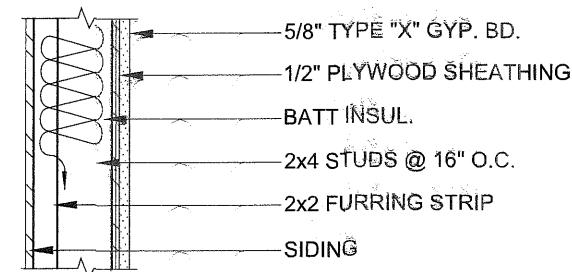 5/8" TYPE "X" GYP. BD.
1/2" PLYWOOD SHEATHING
BATT INSUL.
2x4 STUDS @ 16" O.C.
2x2 FURRING STRIP
SIDING